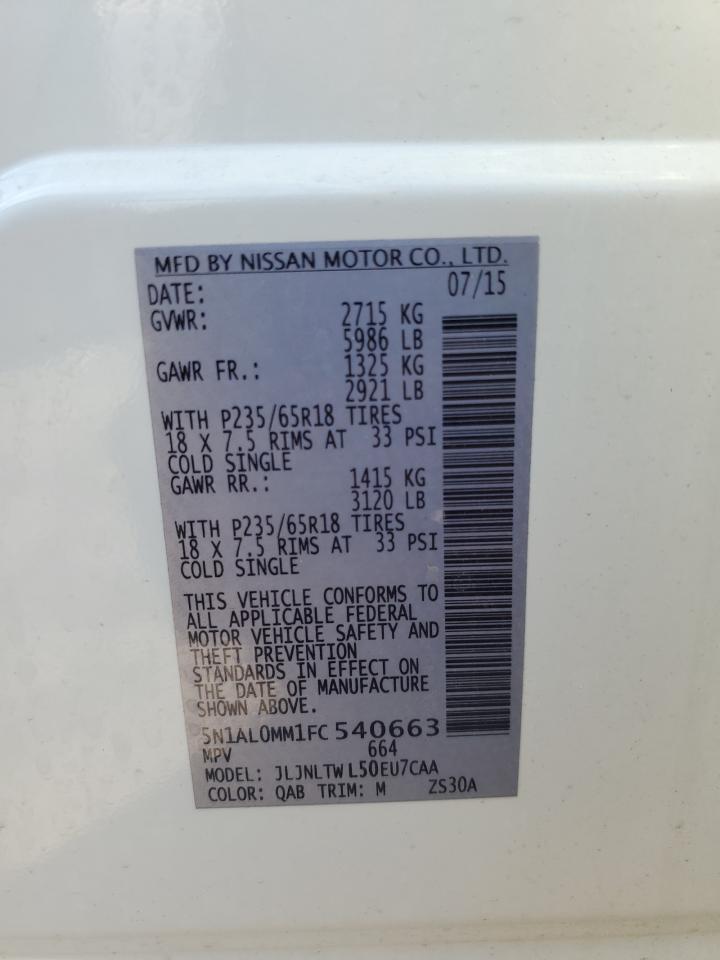 MFD BY NISSAN MOTOR CO., LTD.
DATE: 07/15
GVWR: 2715 KG
5986 LB
GAWR FR.: 1325 KG
2921 LB
WITH P235/65R18 TIRES
18 X 7.5 RIMS AT 33 PSI
COLD SINGLE
GAWR RR.: 1415 KG
3120 LB
WITH P235/65R18 TIRES
18 X 7.5 RIMS AT 33 PSI
COLD SINGLE
THIS VEHICLE CONFORMS TO
ALL APPLICABLE FEDERAL
MOTOR VEHICLE SAFETY AND
THEFT PREVENTION
STANDARDS IN EFFECT ON
THE DATE OF MANUFACTURE
SHOWN ABOVE.
5N1AL0MM1FC 540663
MPV 664
MODEL: JLJNLTW L50EU7CAA
COLOR: QAB TRIM: M ZS30A